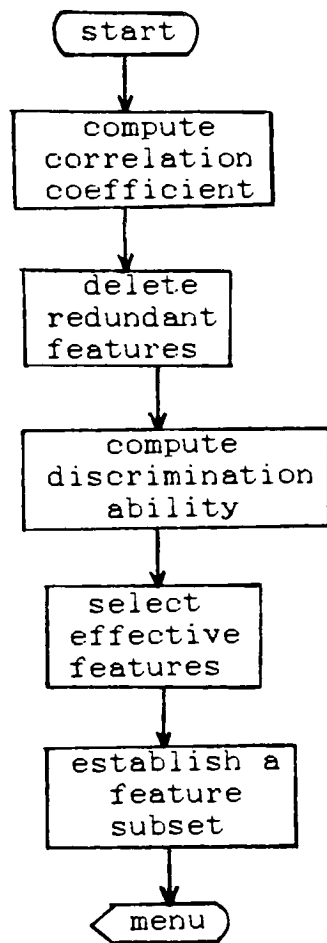 start
compute
correlation
coefficient
delete
redundant
features
compute
discrimination
ability
select
effective
features
establish a
feature
subset
menu